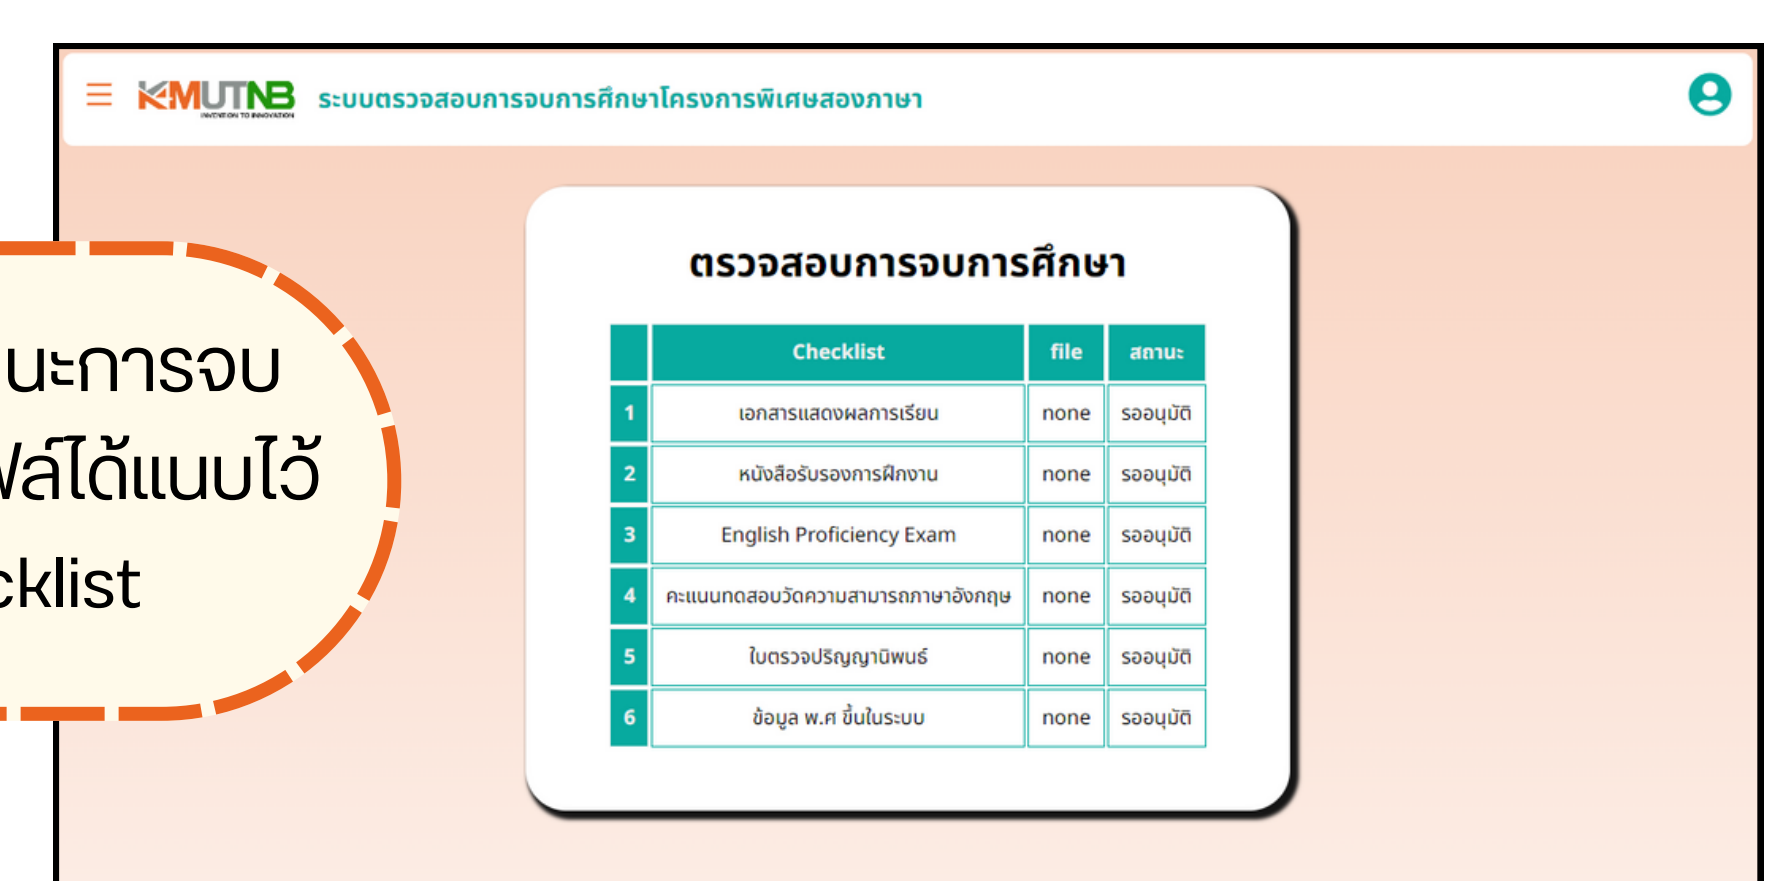 KMUTNB
INVENTION TO INNOVATION
ระบบตรวจสอบการจบการศึกษาโครงการพิเศษสองภาษา
นะการจบ
ฟล์ได้แนบไว้
cklist
ตรวจสอบการจบการศึกษา
Checklist file สถานะ
1 เอกสารแสดงผลการเรียน none รออนุมัติ
2 หนังสือรับรองการฝึกงาน none รออนุมัติ
3 English Proficiency Exam none รออนุมัติ
4 คะแนนทดสอบวัดความสามารถภาษาอังกฤษ none รออนุมัติ
5 ใบตรวจปริญญานิพนธ์ none รออนุมัติ
6 ข้อมูล พ.ศ ขึ้นในระบบ none รออนุมัติ